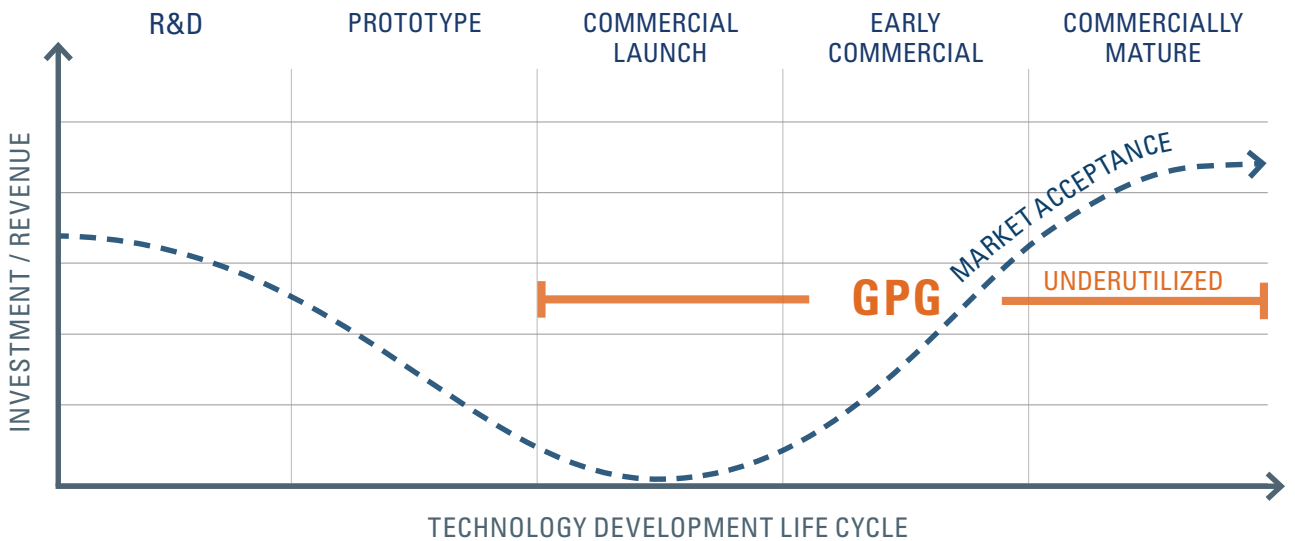 R&D
PROTOTYPE
COMMERCIAL
LAUNCH
EARLY
COMMERCIAL
COMMERCIALLY
MATURE
INVESTMENT / REVENUE
MARKET ACCEPTANCE
GPG
UNDERUTILIZED
TECHNOLOGY DEVELOPMENT LIFE CYCLE